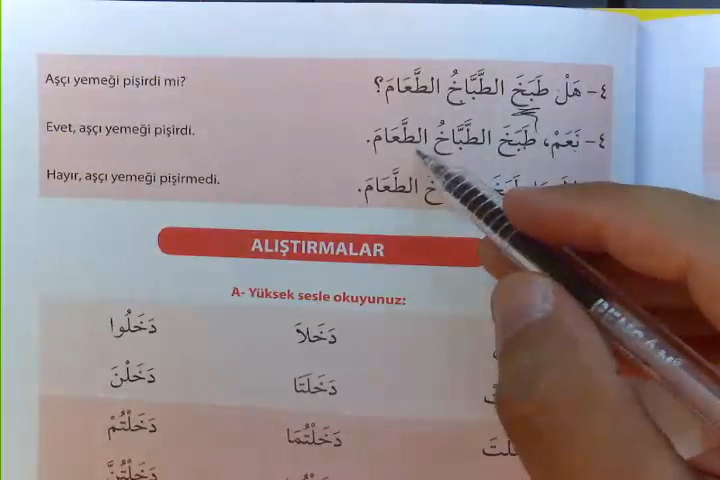 Aşçı yemeği pişirdi mi? ٤- هَلْ طَبَخَ الطَّبَّاخُ الطَّعَامَ؟
Evet, aşçı yemeği pişirdi. ٤- نَعَمْ، طَبَخَ الطَّبَّاخُ الطَّعَامَ.
Hayır, aşçı yemeği pişirmedi. الطَّعَامَ.
ALIŞTIRMALAR
A- Yüksek sesle okuyunuz:
دَخَلاَ دَخَلُوا
دَخَلَتَا دَخَلْنَ
دَخَلْتُمَا دَخَلْتُمْ
دَخَلْتُنَّ